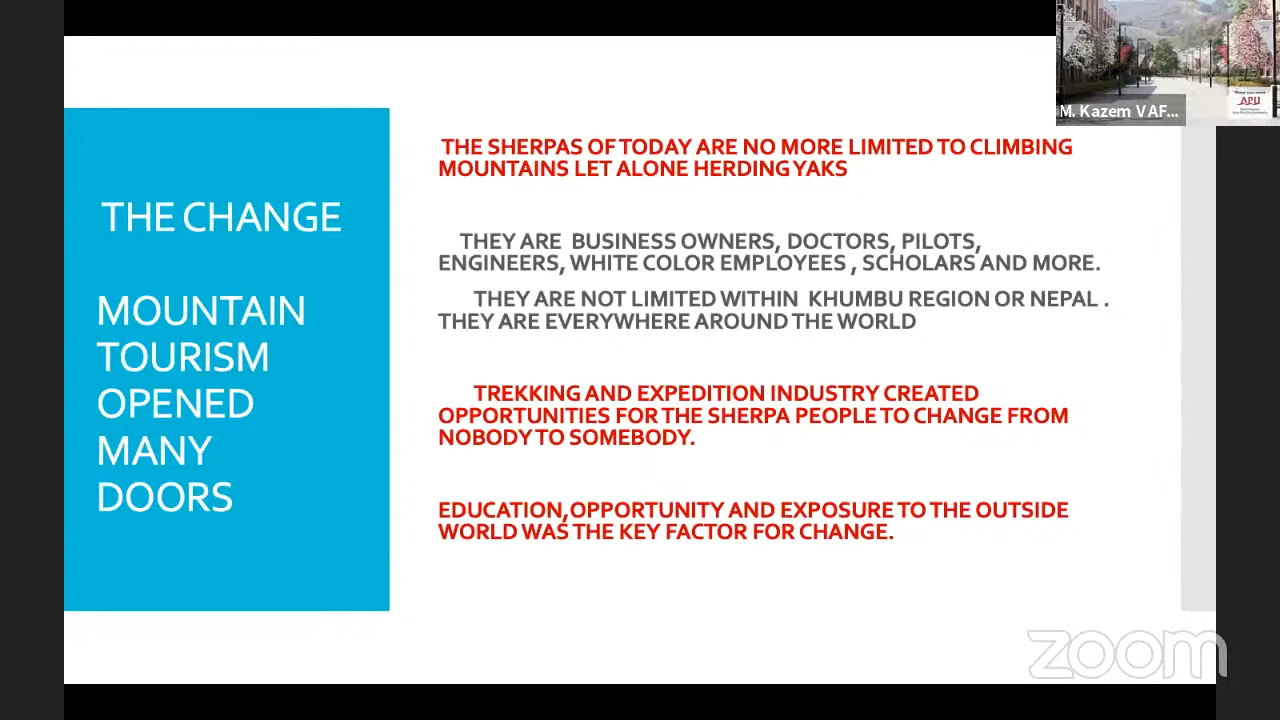 THE CHANGE
MOUNTAIN
TOURISM
OPENED
MANY
DOORS
THE SHERPAS OF TODAY ARE NO MORE LIMITED TO CLIMBING
MOUNTAINS LET ALONE HERDING YAKS
THEY ARE BUSINESS OWNERS, DOCTORS, PILOTS,
ENGINEERS, WHITE COLOR EMPLOYEES , SCHOLARS AND MORE.
THEY ARE NOT LIMITED WITHIN KHUMBU REGION OR NEPAL .
THEY ARE EVERYWHERE AROUND THE WORLD
TREKKING AND EXPEDITION INDUSTRY CREATED
OPPORTUNITIES FOR THE SHERPA PEOPLE TO CHANGE FROM
NOBODY TO SOMEBODY.
EDUCATION,OPPORTUNITY AND EXPOSURE TO THE OUTSIDE
WORLD WAS THE KEY FACTOR FOR CHANGE.
M. Kazem VAF...
APU
zoom